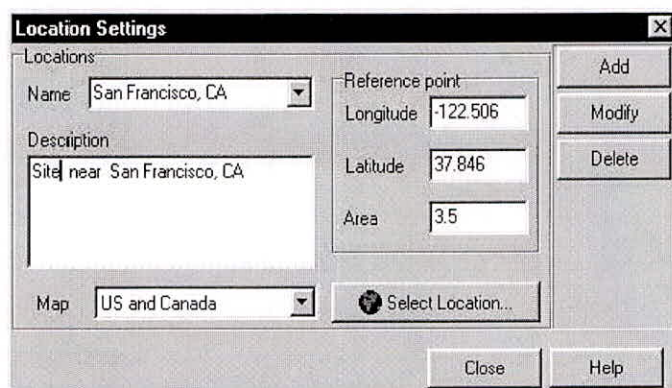 Location Settings
Locations
Name San Francisco, CA
Description
Site near San Francisco, CA
Map US and Canada
Reference point
Longitude -122.506
Latitude 37.846
Area 3.5
Select Location...
Add
Modify
Delete
Close
Help